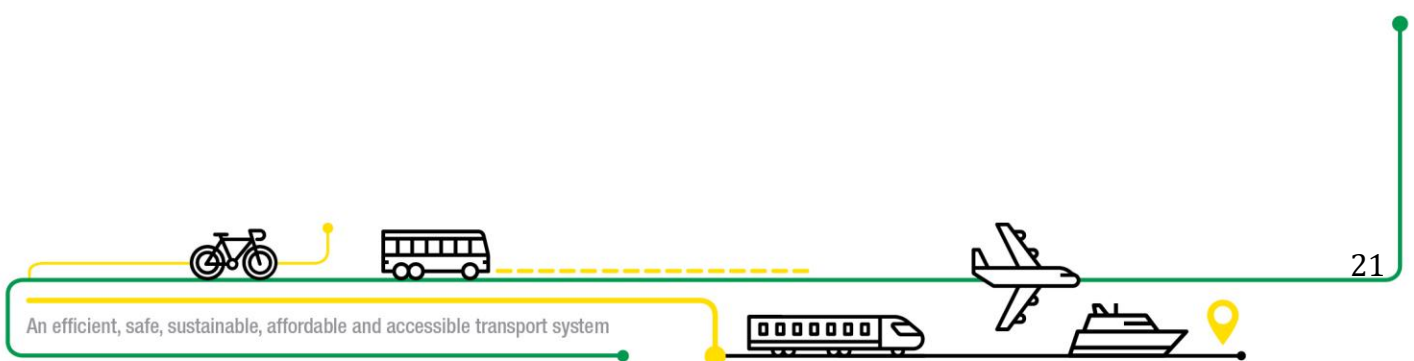 21
An efficient, safe, sustainable, affordable and accessible transport system